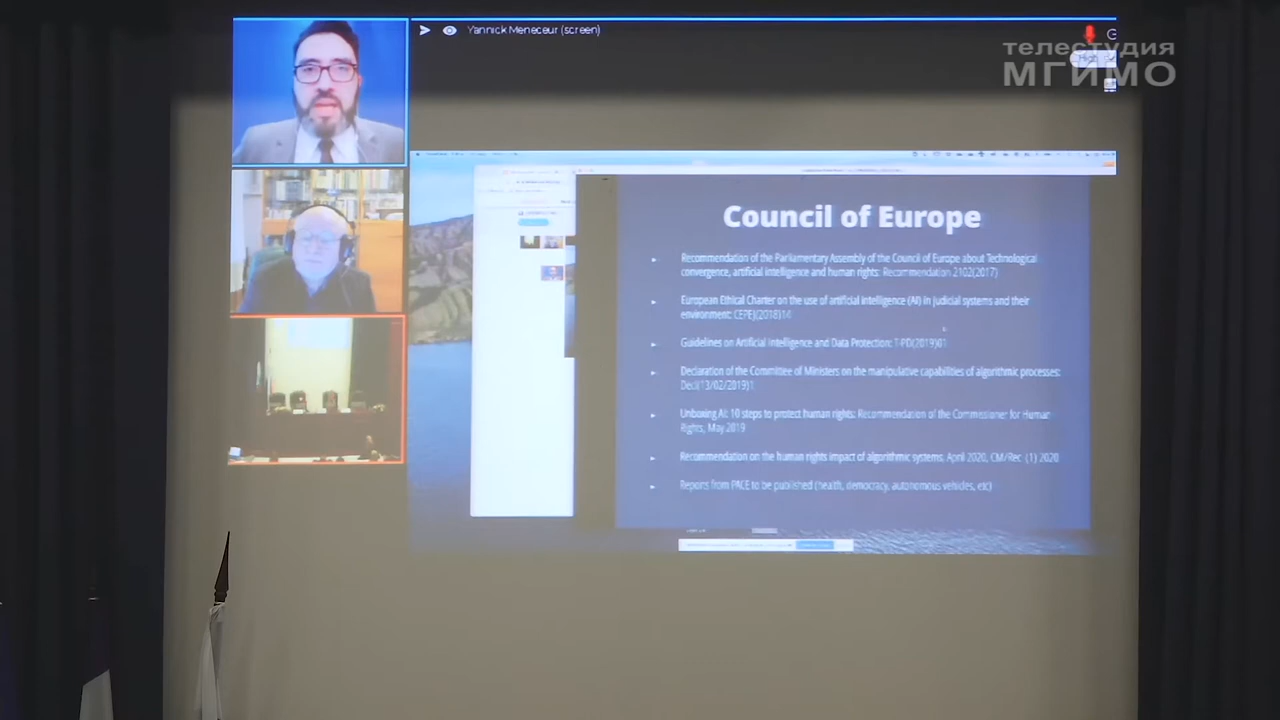 Yannick Meneceur (screen)
телестудия
МГИМО
Council of Europe
Recommendation of the Parliamentary Assembly of the Council of Europe about Technological
convergence, artificial intelligence and human rights: Recommendation 2102(2017)
European Ethical Charter on the use of artificial intelligence (AI) in judicial systems and their
environment: CEPEJ(2018)14
Guidelines on Artificial Intelligence and Data Protection: T-PD(2019)01
Declaration of the Committee of Ministers on the manipulative capabilities of algorithmic processes:
Decl(13/02/2019)1
Unboxing AI: 10 steps to protect human rights: Recommendation of the Commissioner for Human
Rights, May 2019
Recommendation on the human rights impact of algorithmic systems, April 2020, CM/Rec (1) 2020
Reports from PACE to be published (health, democracy, autonomous vehicles, etc)